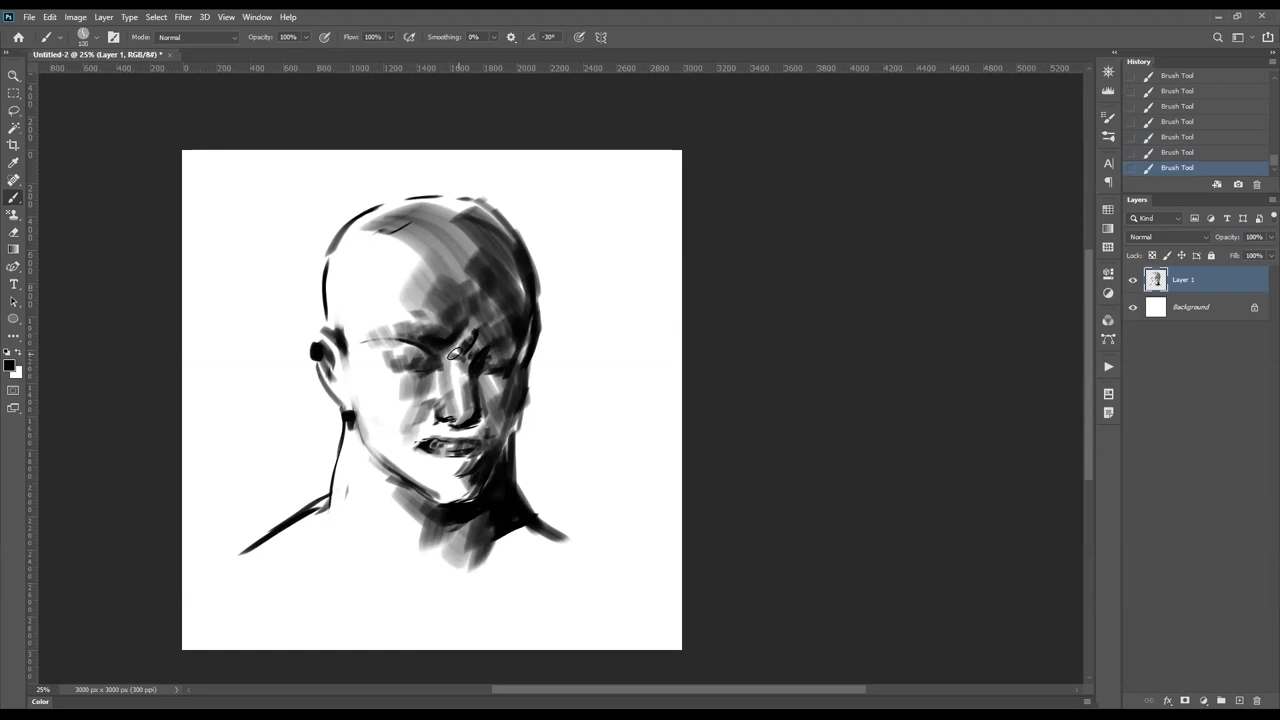 Ps File Edit Image Layer Type Select Filter 3D View Window Help
100 Mode: Normal Opacity: 100% Flow: 100% Smoothing: 0% -30°
Untitled-2 @ 25% (Layer 1, RGB/8#) *
800 600 400 200 0 200 400 600 800 1000 1200 1400 1600 1800 2000 2200 2400 2600 2800 3000 3200 3400 3600 3800 4000 4200 4400 4600 4800 5000 5200
History
Brush Tool
Brush Tool
Brush Tool
Brush Tool
Brush Tool
Brush Tool
Brush Tool
Layers
Kind
Normal Opacity: 100%
Lock: Fill: 100%
Layer 1
Background
25% 3000 px x 3000 px (300 ppi)
Color